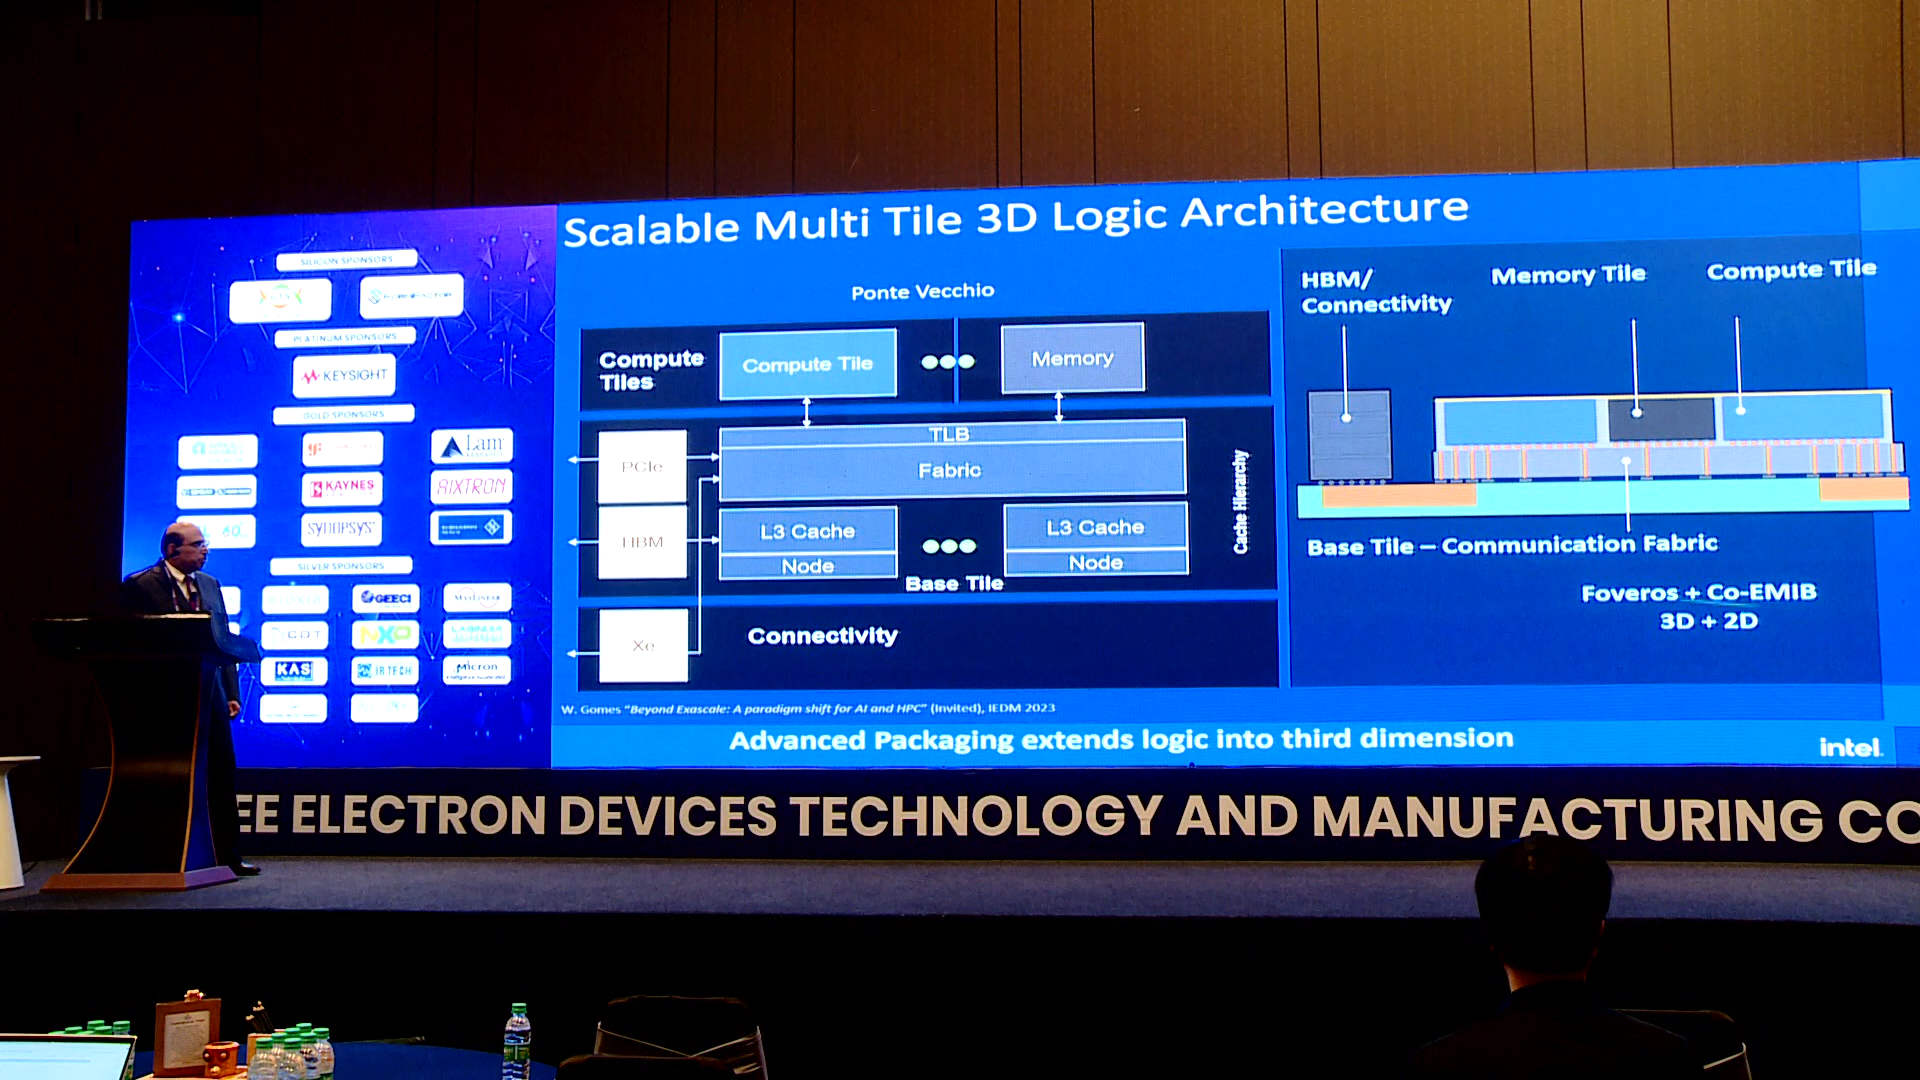 Scalable Multi Tile 3D Logic Architecture
SILICON SPONSORS
PLATINUM SPONSORS
KEYSIGHT
GOLD SPONSORS
Lam
KAYNES
AIXTRON
SYNOPSYS
SILVER SPONSORS
GEECI
CDT
KAS
Micron
Ponte Vecchio
Compute
Tiles
Compute Tile
Memory
PCIe
TLB
Fabric
HBM
L3 Cache
Node
L3 Cache
Node
Base Tile
Cache Hierarchy
Xe
Connectivity
HBM/
Connectivity
Memory Tile
Compute Tile
Base Tile – Communication Fabric
Foveros + Co-EMIB
3D + 2D
W. Gomes "Beyond Exascale: A paradigm shift for AI and HPC" (Invited), IEDM 2023
Advanced Packaging extends logic into third dimension
intel.
EE ELECTRON DEVICES TECHNOLOGY AND MANUFACTURING CO